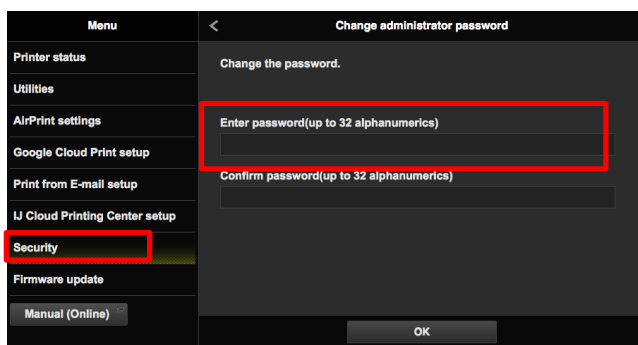 Menu
Printer status
Utilities
AirPrint settings
Google Cloud Print setup
Print from E-mail setup
IJ Cloud Printing Center setup
Security
Firmware update
Manual (Online)
< Change administrator password
Change the password.
Enter password(up to 32 alphanumerics)
Confirm password(up to 32 alphanumerics)
OK